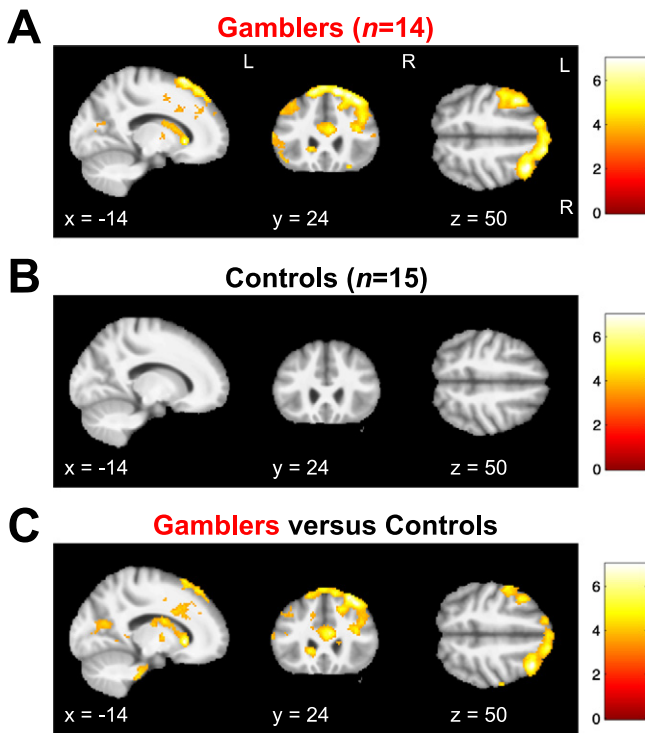 A
Gamblers (n=14)
L R L
R
x = -14 y = 24 z = 50
6
4
2
0
B
Controls (n=15)
x = -14 y = 24 z = 50
6
4
2
0
C
Gamblers versus Controls
x = -14 y = 24 z = 50
6
4
2
0